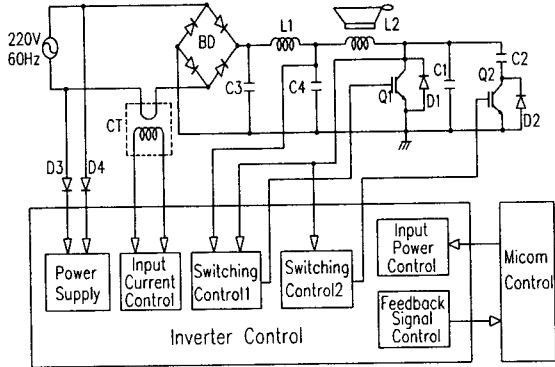 220V
60Hz
BD
L1
L2
C3
C4
Q1
D1
C1
Q2
C2
D2
CT
D3
D4
Power
Supply
Input
Current
Control
Switching
Control1
Switching
Control2
Input
Power
Control
Feedback
Signal
Control
Micom
Control
Inverter Control